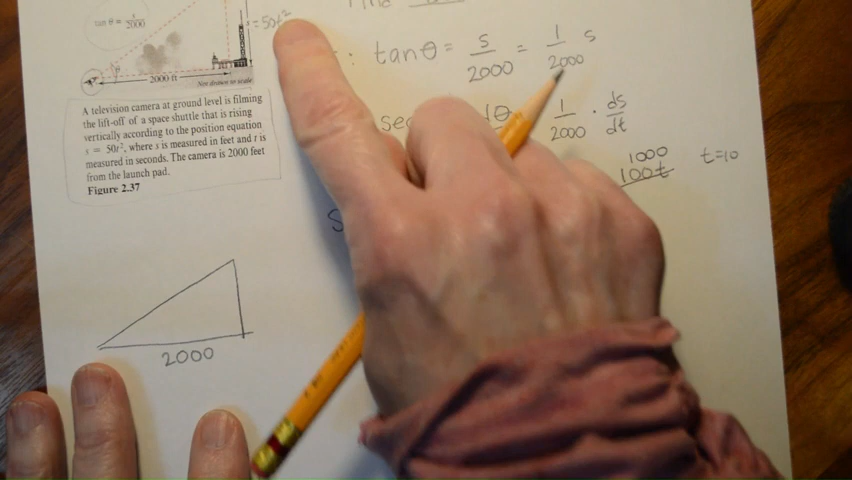 Find
tan θ = s/2000
s = 50t²
2000 ft
Not drawn to scale
A television camera at ground level is filming
the lift-off of a space shuttle that is rising
vertically according to the position equation
s = 50t², where s is measured in feet and t is
measured in seconds. The camera is 2000 feet
from the launch pad.
Figure 2.37
: tanθ = s/2000 = 1/2000 s
sec dθ 1/2000 · ds/dt
1000
100t t=10
S
2000